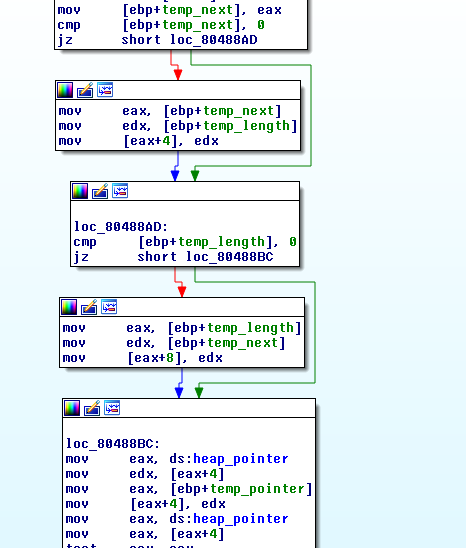 mov [ebp+temp_next], eax
cmp [ebp+temp_next], 0
jz short loc_80488AD
mov eax, [ebp+temp_next]
mov edx, [ebp+temp_length]
mov [eax+4], edx
loc_80488AD:
cmp [ebp+temp_length], 0
jz short loc_80488BC
mov eax, [ebp+temp_length]
mov edx, [ebp+temp_next]
mov [eax+8], edx
loc_80488BC:
mov eax, ds:heap_pointer
mov edx, [eax+4]
mov eax, [ebp+temp_pointer]
mov [eax+4], edx
mov eax, ds:heap_pointer
mov eax, [eax+4]